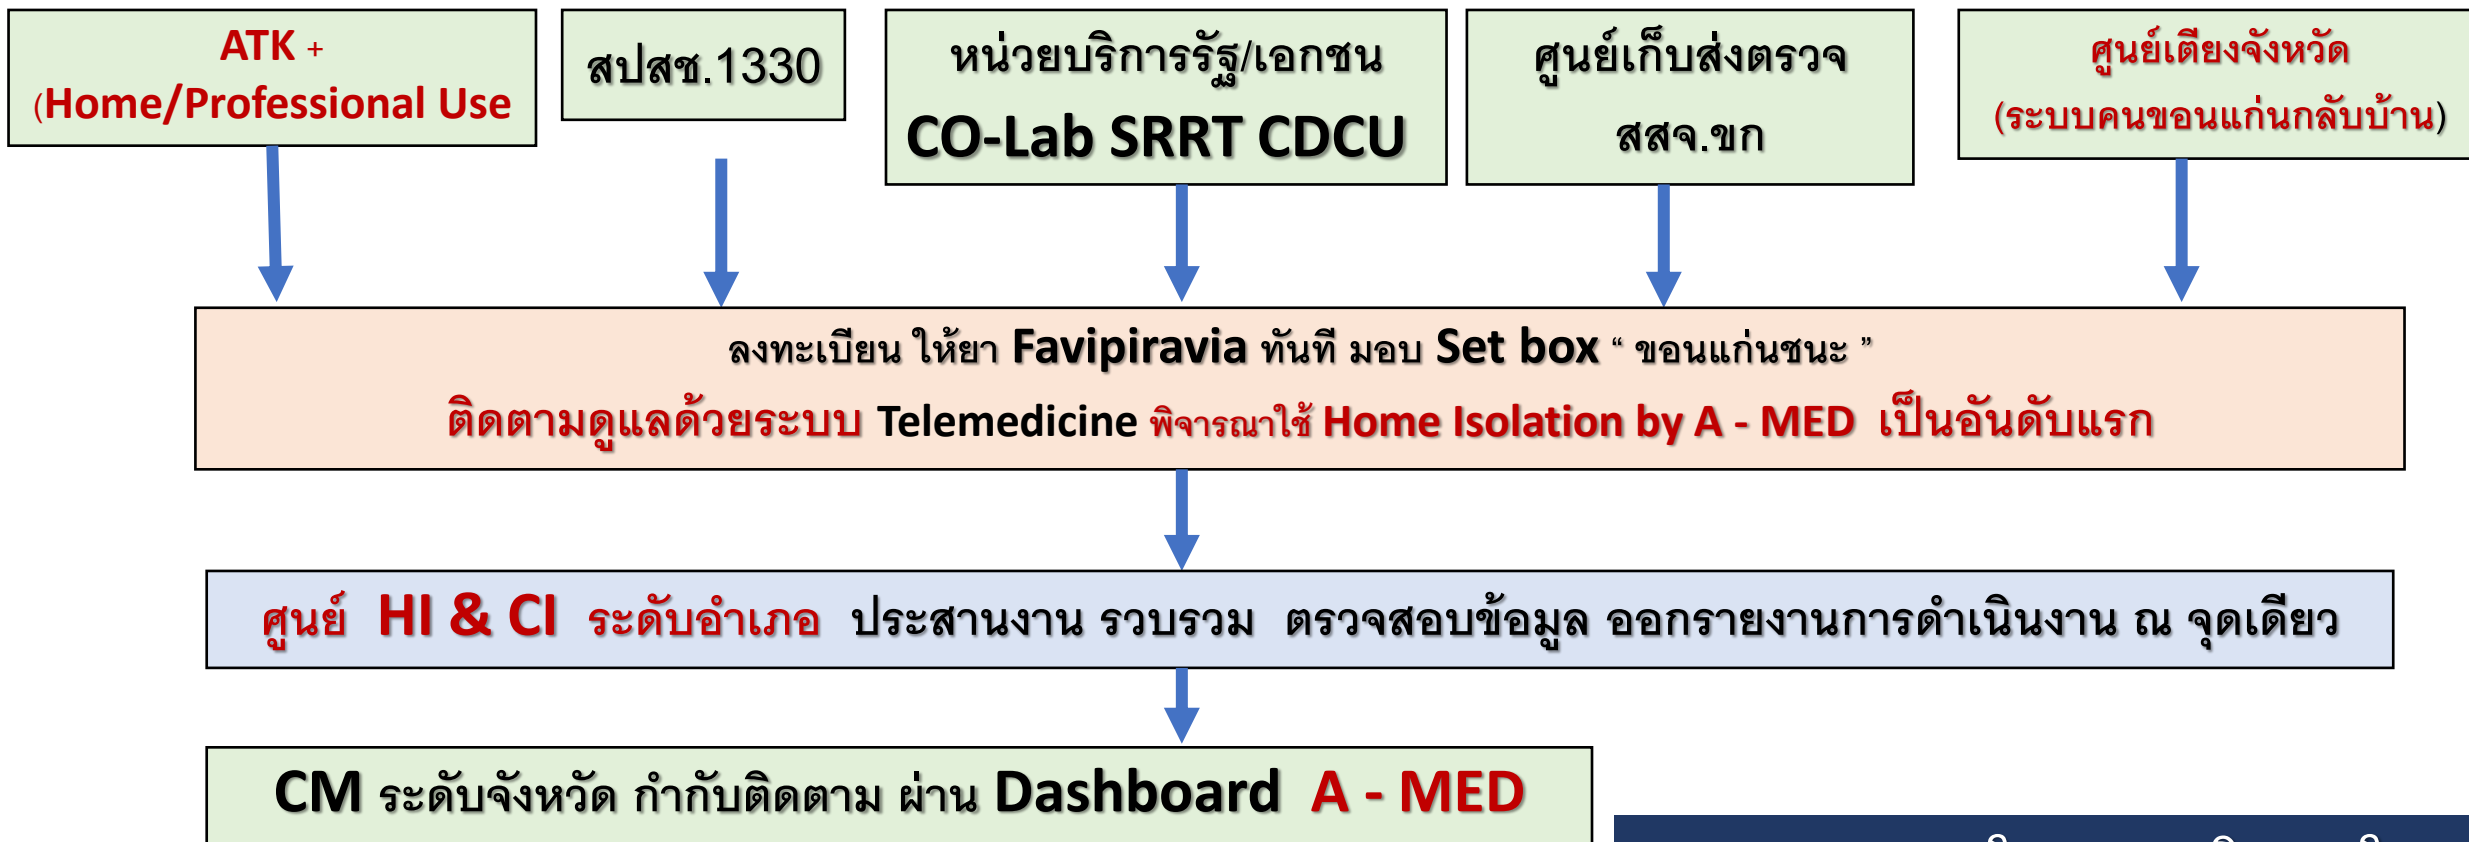 ATK +
(Home/Professional Use
สปสช.1330
หน่วยบริการรัฐ/เอกชน
CO-Lab SRRT CDCU
ศูนย์เก็บส่งตรวจ
สสจ.ขก
ศูนย์เตียงจังหวัด
(ระบบคนขอนแก่นกลับบ้าน)
ลงทะเบียน ให้ยา Favipiravia ทันที มอบ Set box “ ขอนแก่นชนะ ”
ติดตามดูแลด้วยระบบ Telemedicine พิจารณาใช้ Home Isolation by A - MED เป็นอันดับแรก
ศูนย์ HI & CI ระดับอำเภอ ประสานงาน รวบรวม ตรวจสอบข้อมูล ออกรายงานการดำเนินงาน ณ จุดเดียว
CM ระดับจังหวัด กำกับติดตาม ผ่าน Dashboard A - MED